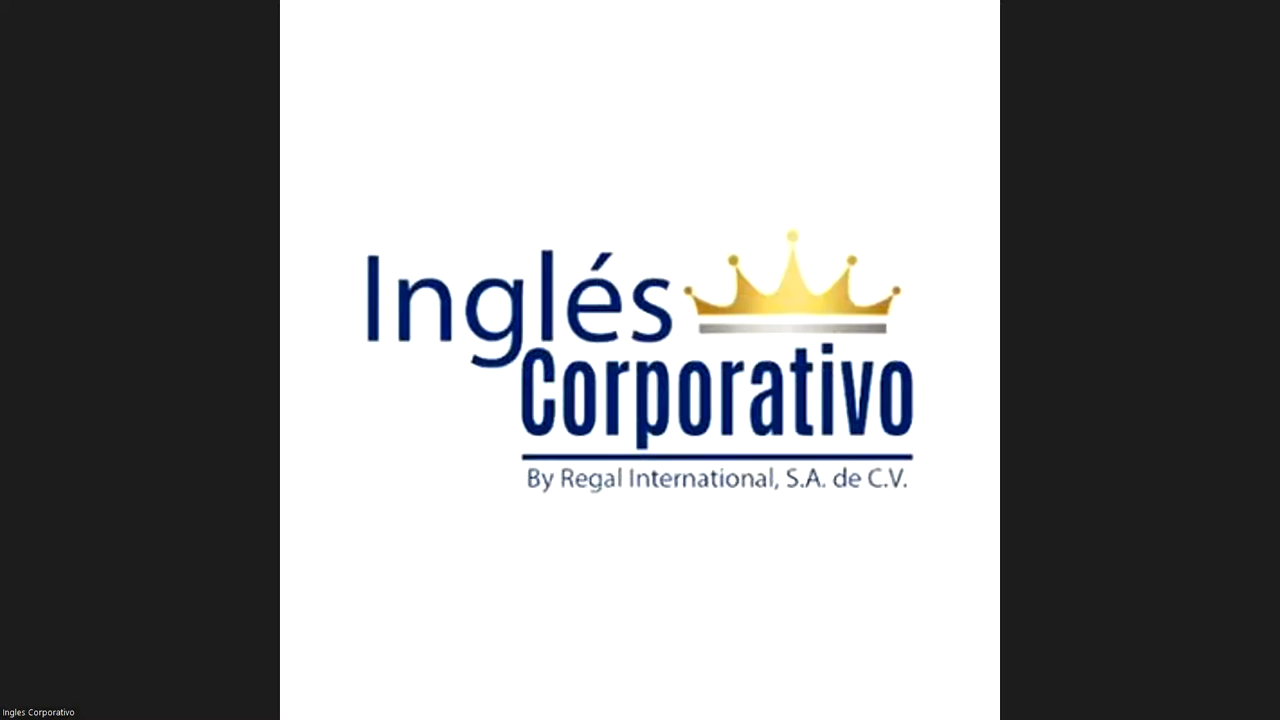 Inglés
Corporativo
By Regal International, S.A. de C.V.
Ingles Corporativo